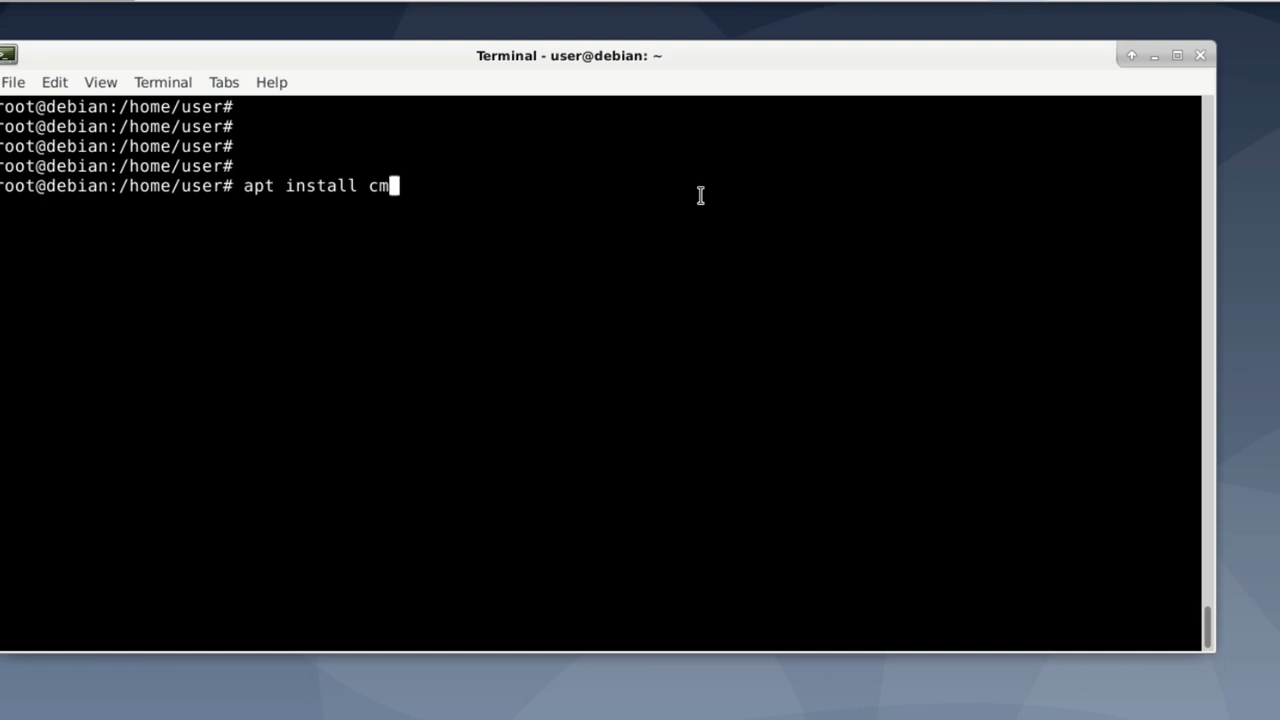 Terminal - user@debian: ~
File Edit View Terminal Tabs Help
root@debian:/home/user#
root@debian:/home/user#
root@debian:/home/user#
root@debian:/home/user#
root@debian:/home/user# apt install cm